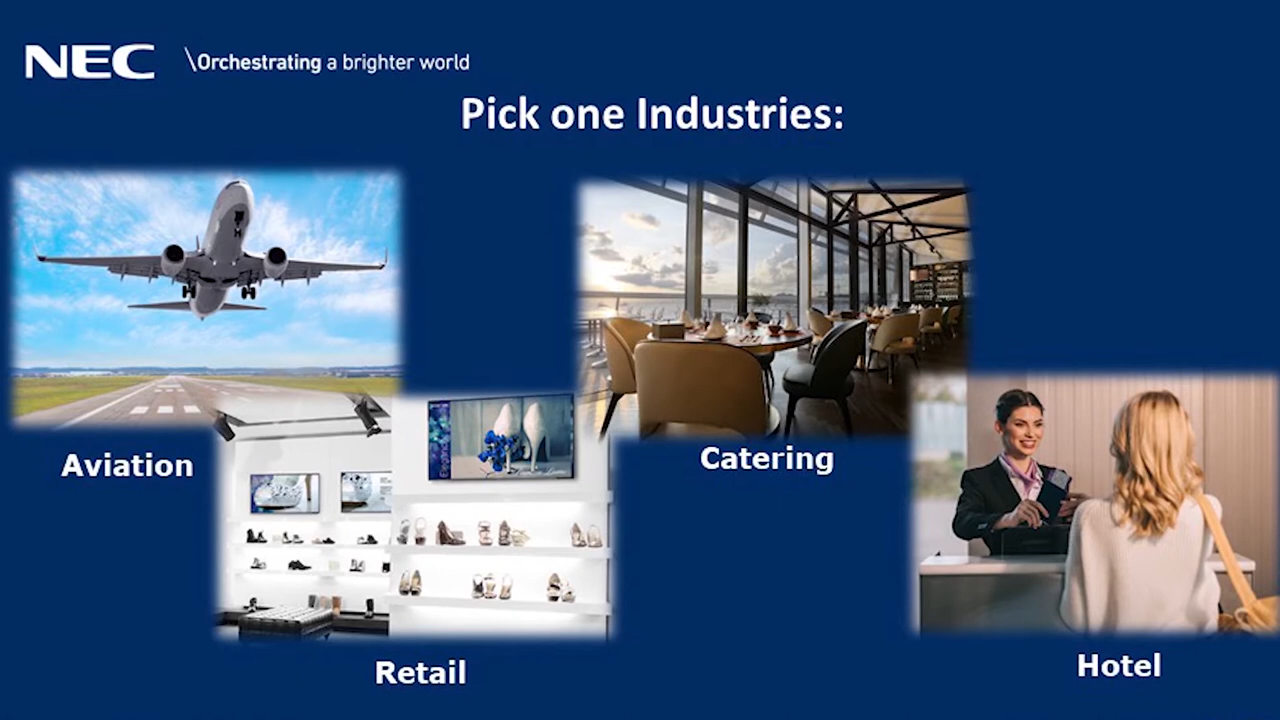 NEC \Orchestrating a brighter world
Pick one Industries:
Aviation
Catering
Retail
Hotel